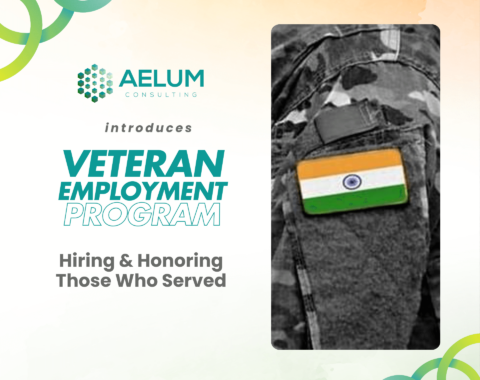 AELUM
CONSULTING
introduces
VETERAN
EMPLOYMENT
PROGRAM
Hiring & Honoring
Those Who Served